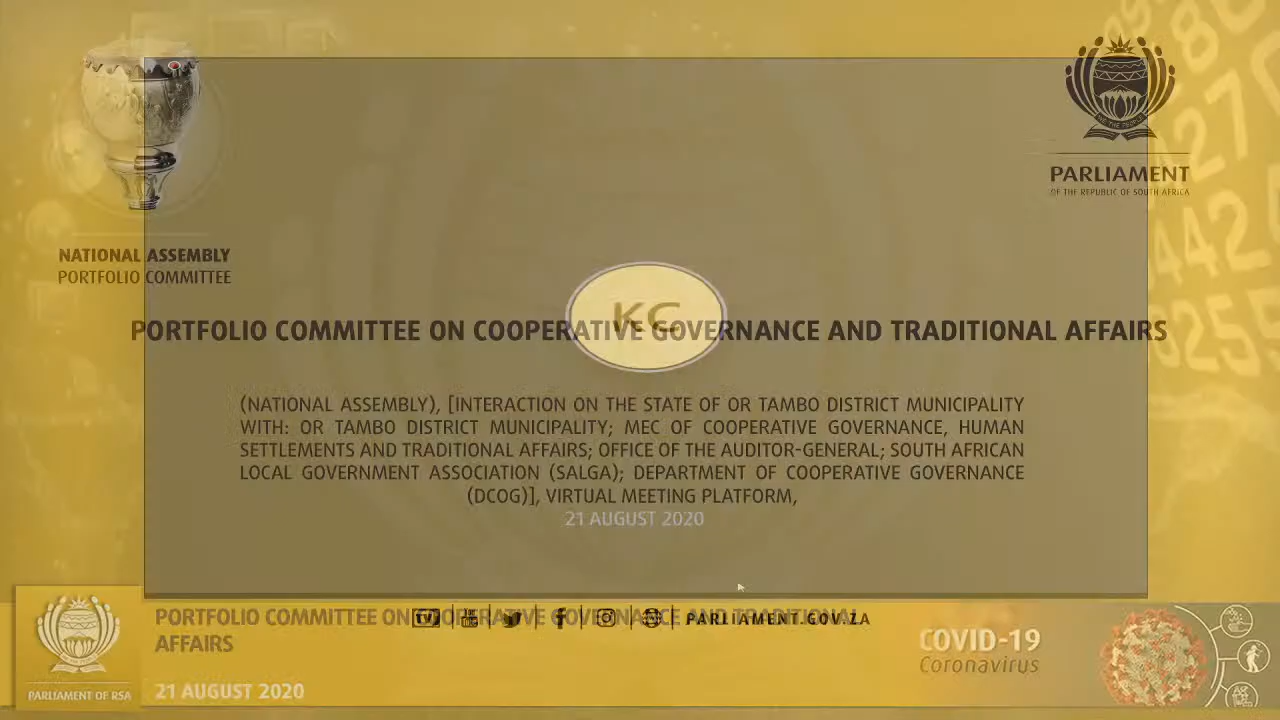 PARLIAMENT
OF THE REPUBLIC OF SOUTH AFRICA
NATIONAL ASSEMBLY
PORTFOLIO COMMITTEE
KC
PORTFOLIO COMMITTEE ON COOPERATIVE GOVERNANCE AND TRADITIONAL AFFAIRS
(NATIONAL ASSEMBLY), [INTERACTION ON THE STATE OF OR TAMBO DISTRICT MUNICIPALITY
WITH: OR TAMBO DISTRICT MUNICIPALITY; MEC OF COOPERATIVE GOVERNANCE, HUMAN
SETTLEMENTS AND TRADITIONAL AFFAIRS; OFFICE OF THE AUDITOR-GENERAL; SOUTH AFRICAN
LOCAL GOVERNMENT ASSOCIATION (SALGA); DEPARTMENT OF COOPERATIVE GOVERNANCE
(DCOG)], VIRTUAL MEETING PLATFORM,
21 AUGUST 2020
PORTFOLIO COMMITTEE ON COOPERATIVE GOVERNANCE AND TRADITIONAL
AFFAIRS
PARLIAMENT.GOV.ZA
21 AUGUST 2020
PARLIAMENT OF RSA
COVID-19
Coronavirus